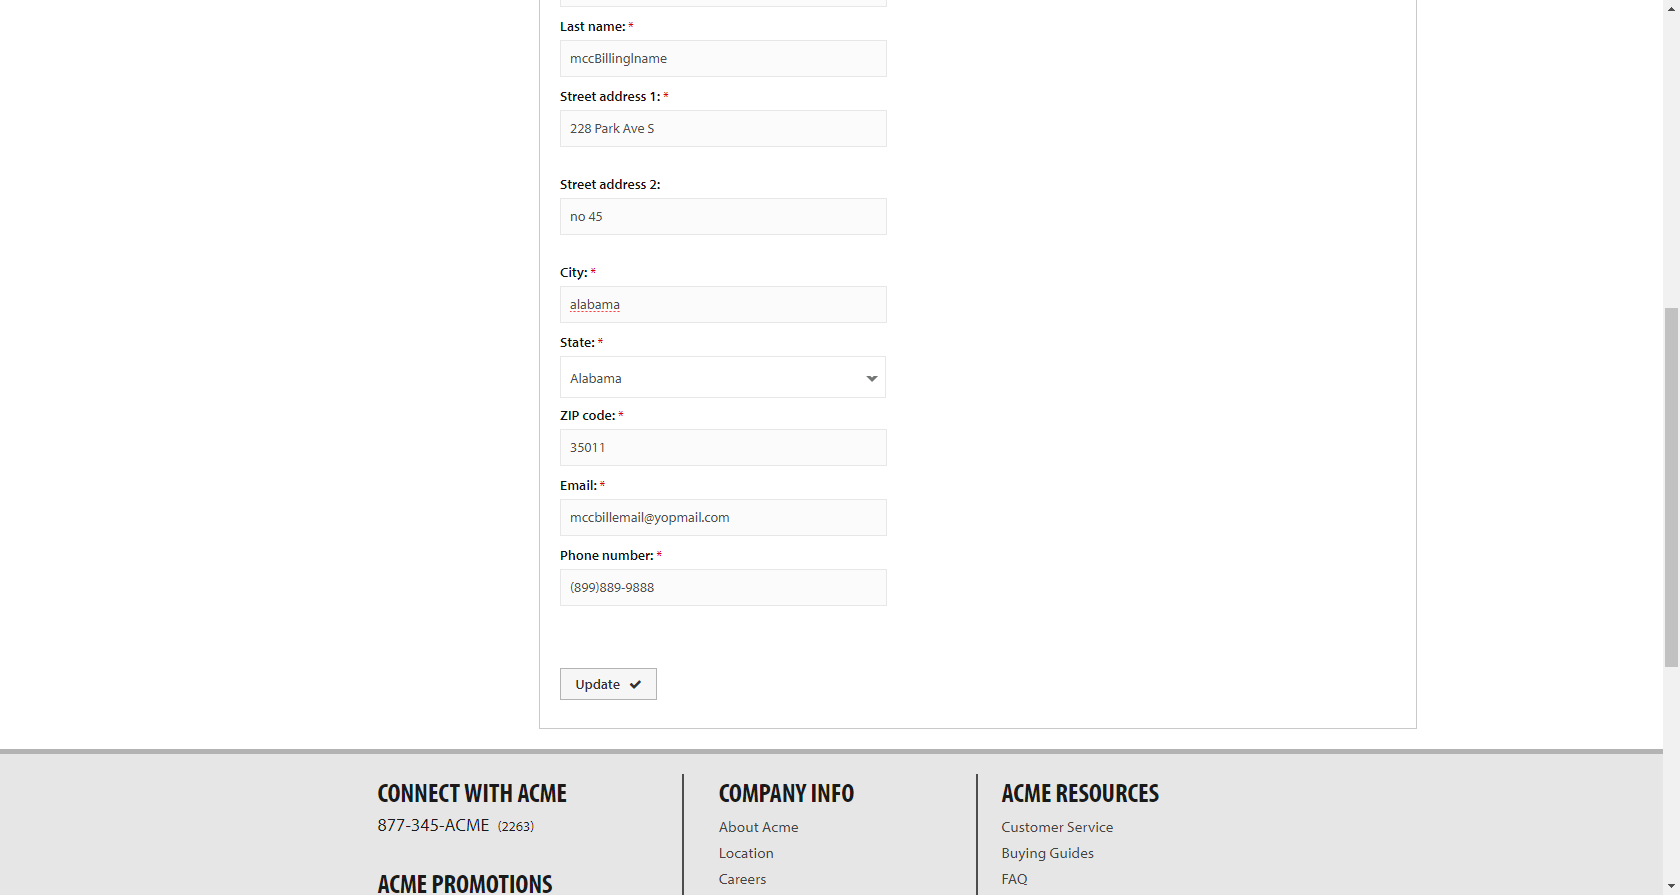 Last name: *
mccBillinglname
Street address 1: *
228 Park Ave S
Street address 2:
no 45
City: *
alabama
State: *
Alabama
ZIP code: *
35011
Email: *
mccbillemail@yopmail.com
Phone number: *
(899)889-9888
Update
CONNECT WITH ACME
877-345-ACME (2263)
ACME PROMOTIONS
COMPANY INFO
About Acme
Location
Careers
ACME RESOURCES
Customer Service
Buying Guides
FAQ